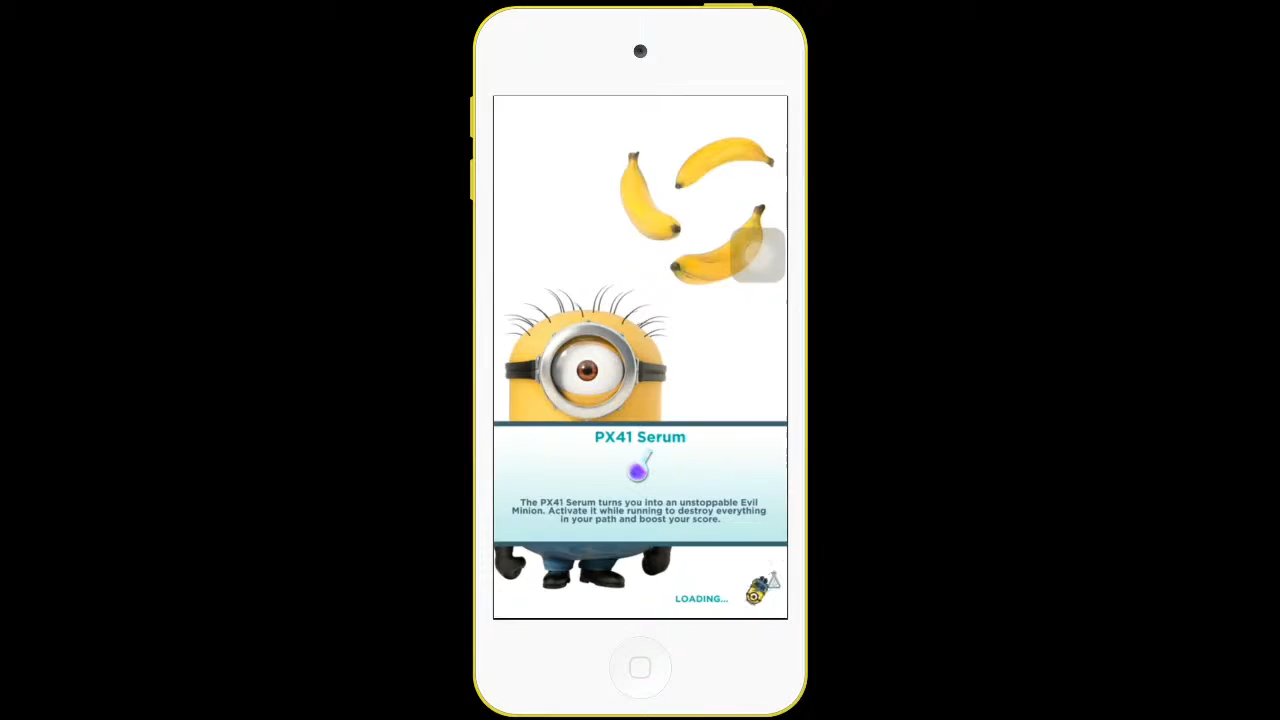 PX41 Serum
The PX41 Serum turns you into an unstoppable Evil
Minion. Activate it while running to destroy everything
in your path and boost your score.
LOADING...